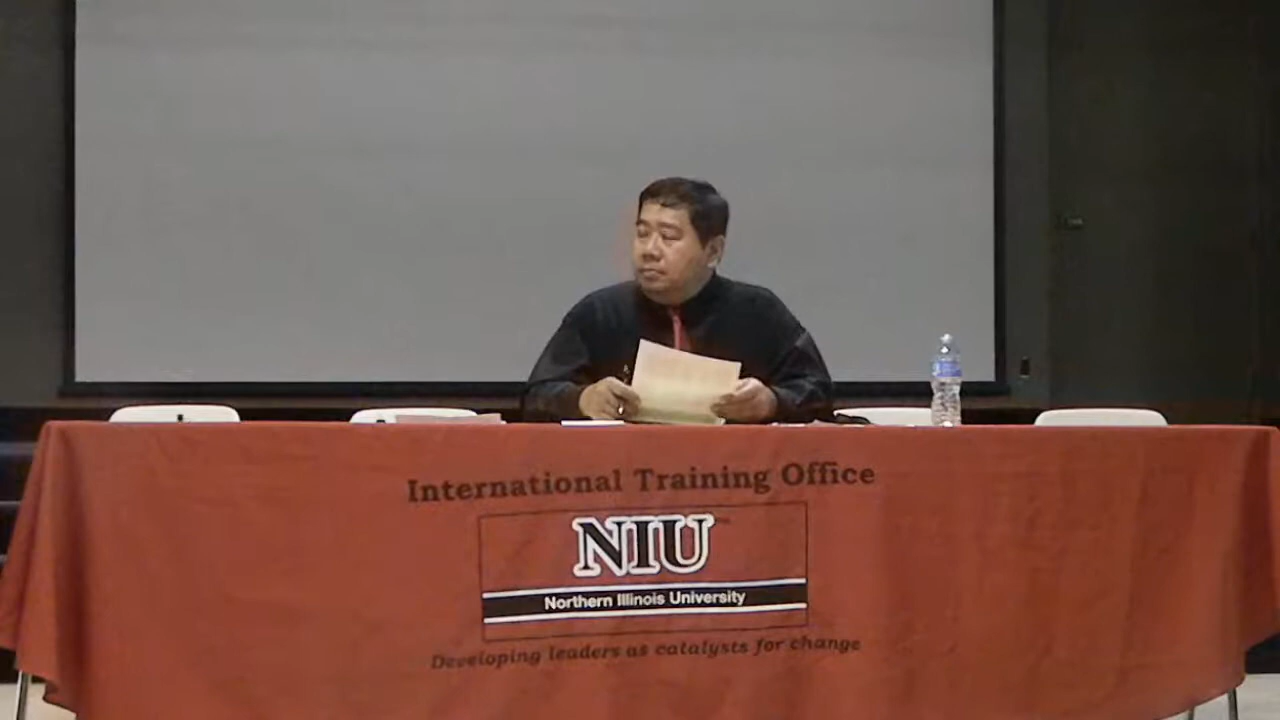 International Training Office
NIU
Northern Illinois University
Developing leaders as catalysts for change